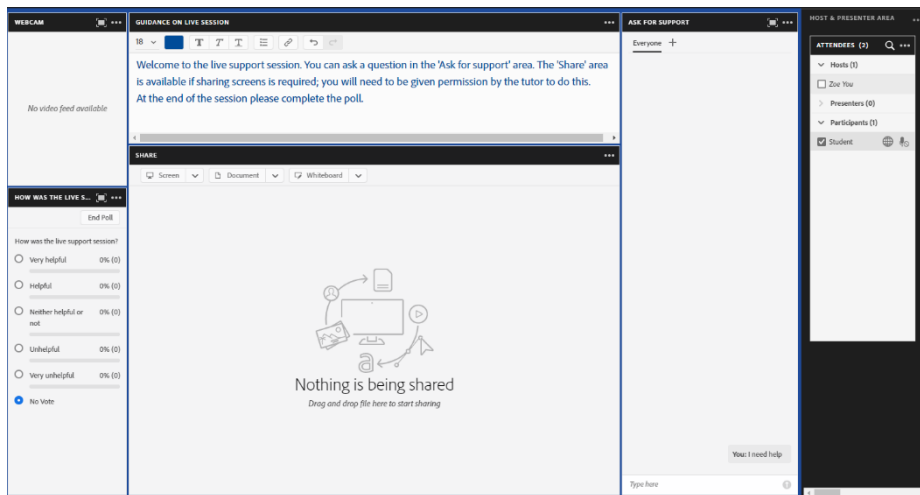 WEBCAM
No video feed available
GUIDANCE ON LIVE SESSION
18
T T T
Welcome to the live support session. You can ask a question in the 'Ask for support' area. The 'Share' area
is available if sharing screens is required; you will need to be given permission by the tutor to do this.
At the end of the session please complete the poll.
SHARE
Screen Document Whiteboard
a
Nothing is being shared
Drag and drop file here to start sharing
HOW WAS THE LIVE S...
End Poll
How was the live support session?
Very helpful 0% (0)
Helpful 0% (0)
Neither helpful or 0% (0)
not
Unhelpful 0% (0)
Very unhelpful 0% (0)
No Vote
ASK FOR SUPPORT
Everyone
You: I need help
Type here
HOST & PRESENTER AREA
ATTENDEES (2)
Hosts (1)
Zoe You
Presenters (0)
Participants (1)
Student